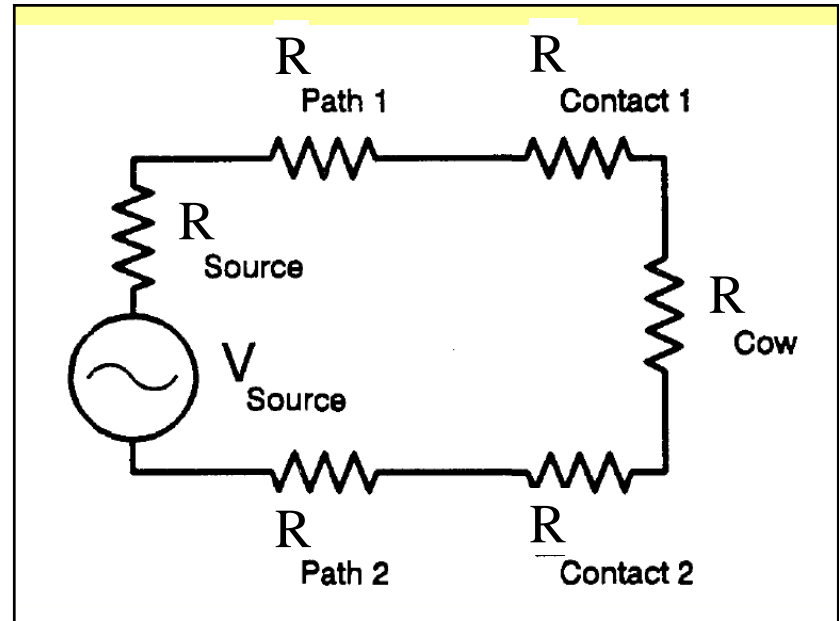 R R
Path 1 Contact 1
R
Source
R
Cow
V
Source
R R
Path 2 Contact 2